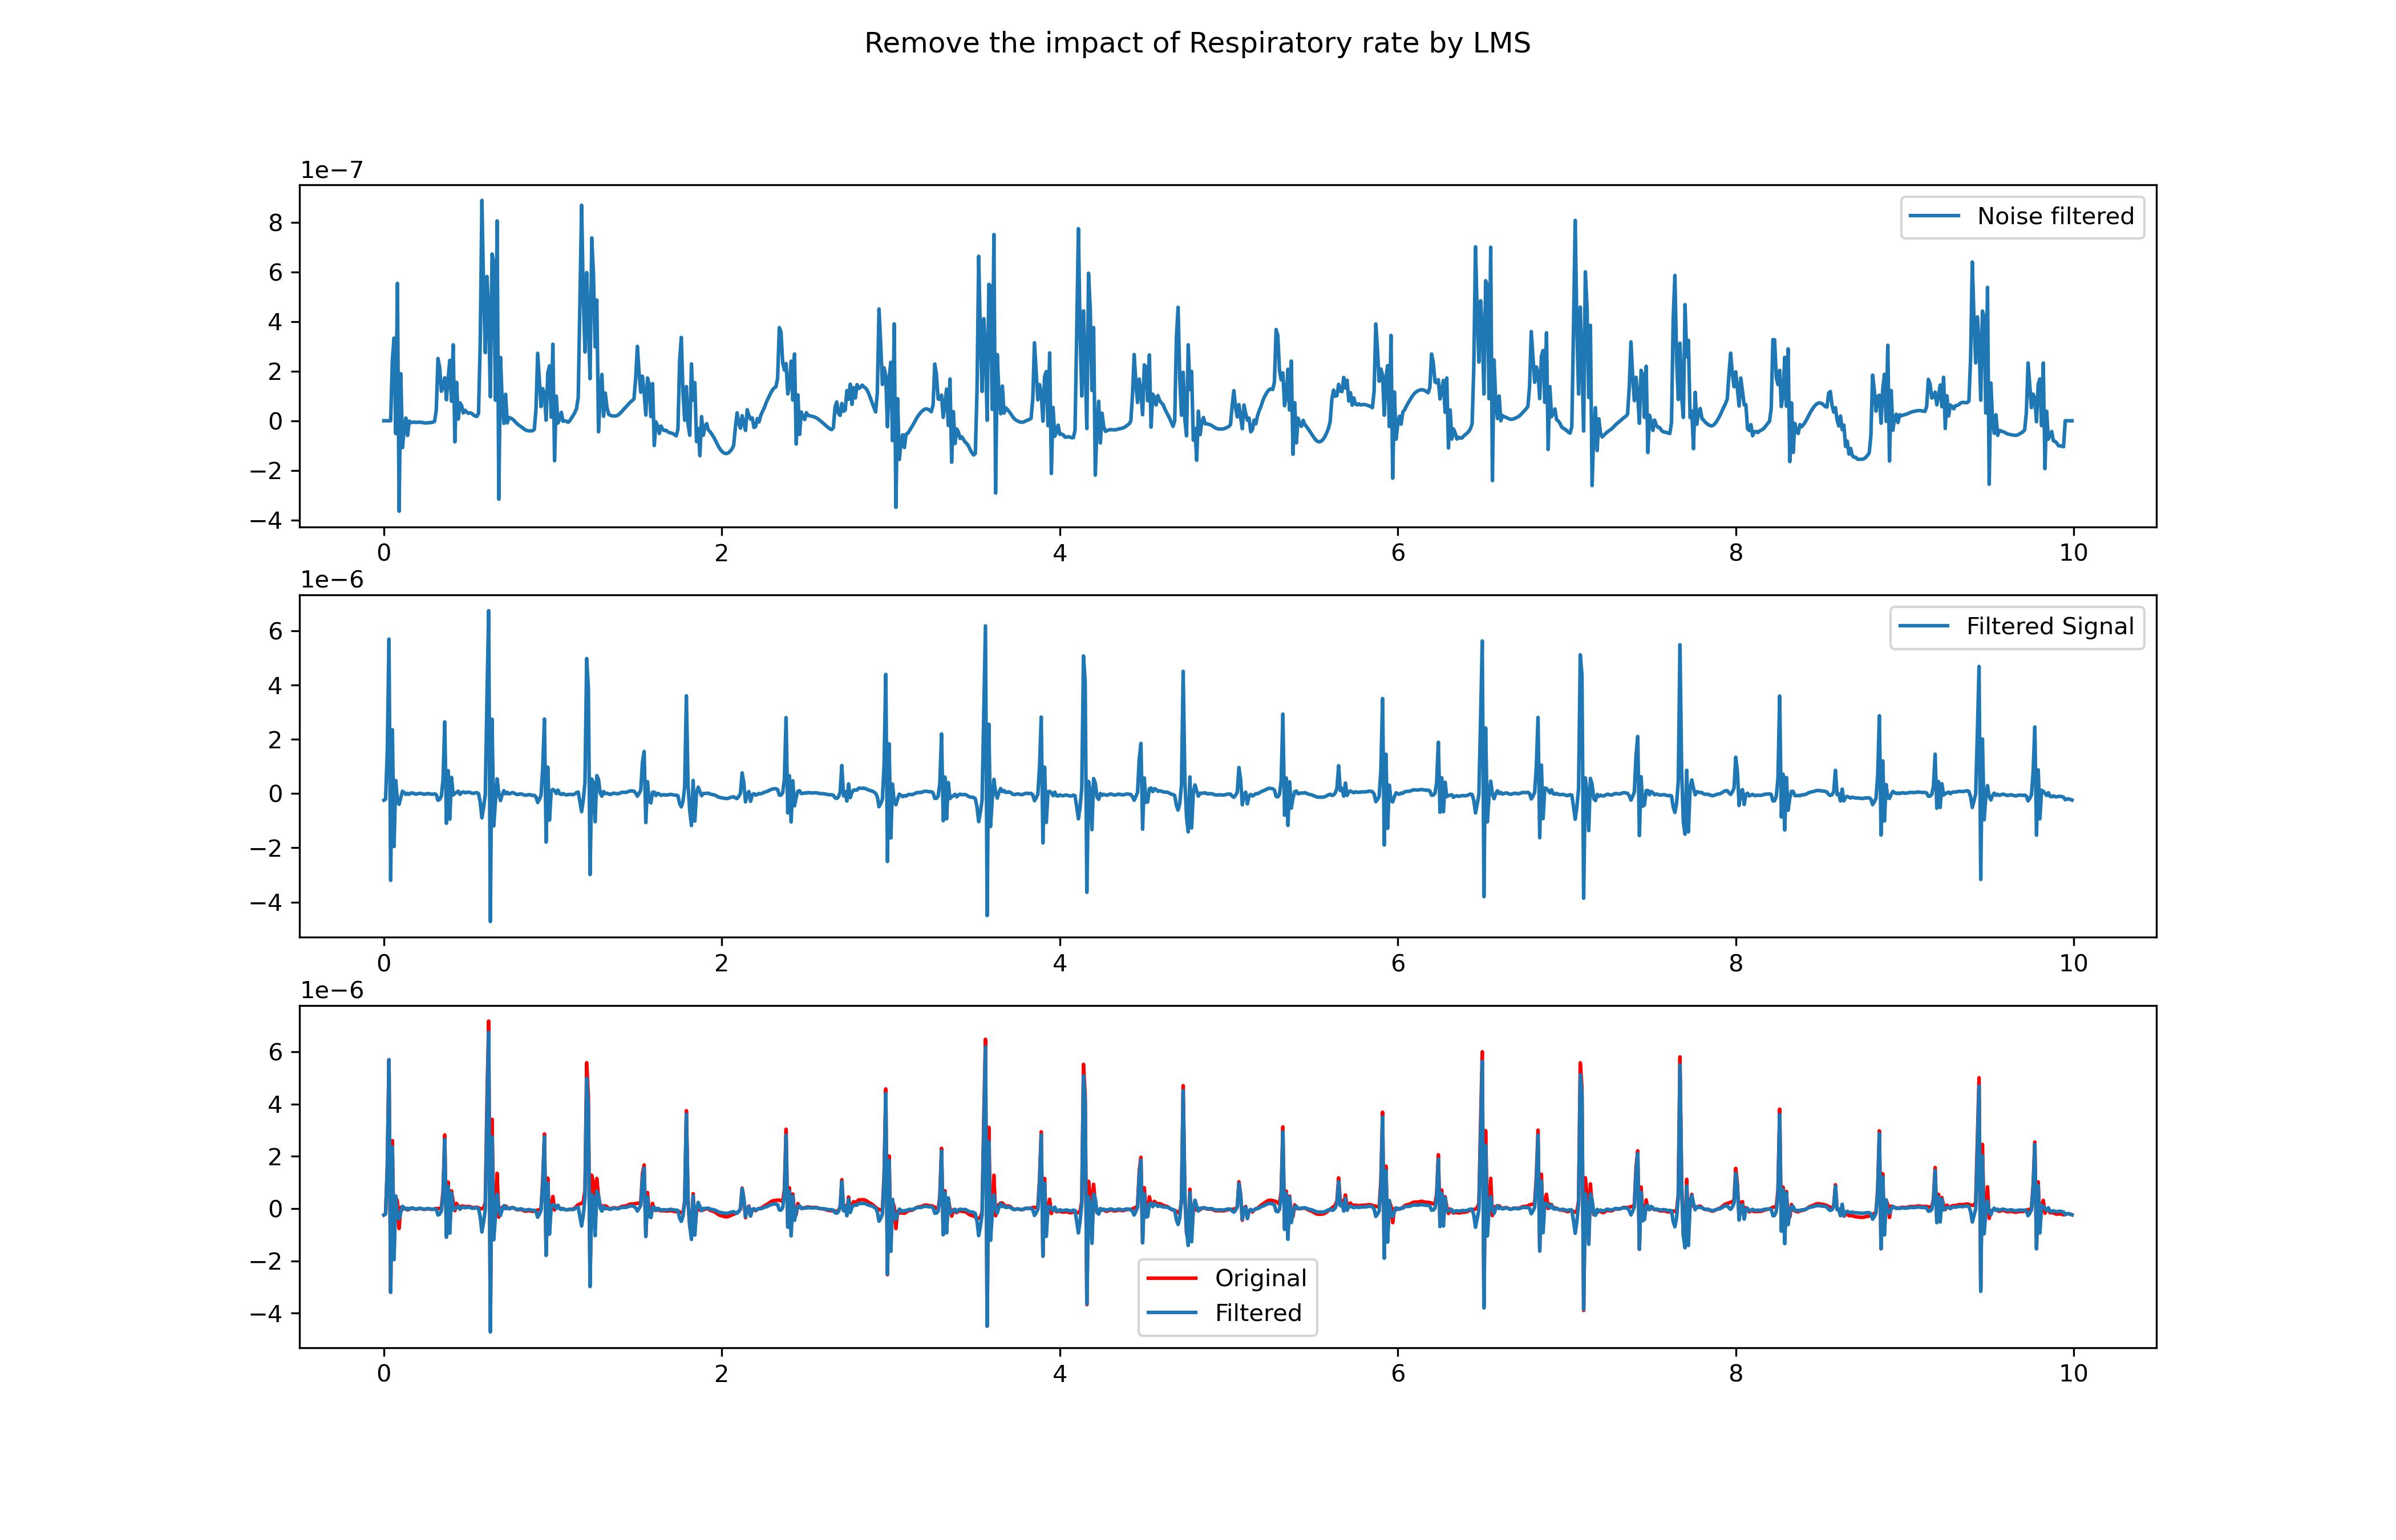 Remove the impact of Respiratory rate by LMS
1e−7
Noise filtered
8
6
4
2
0
−2
−4
0 2 4 6 8 10
1e−6
Filtered Signal
6
4
2
0
−2
−4
0 2 4 6 8 10
1e−6
6
4
2
0
−2
−4
Original
Filtered
0 2 4 6 8 10